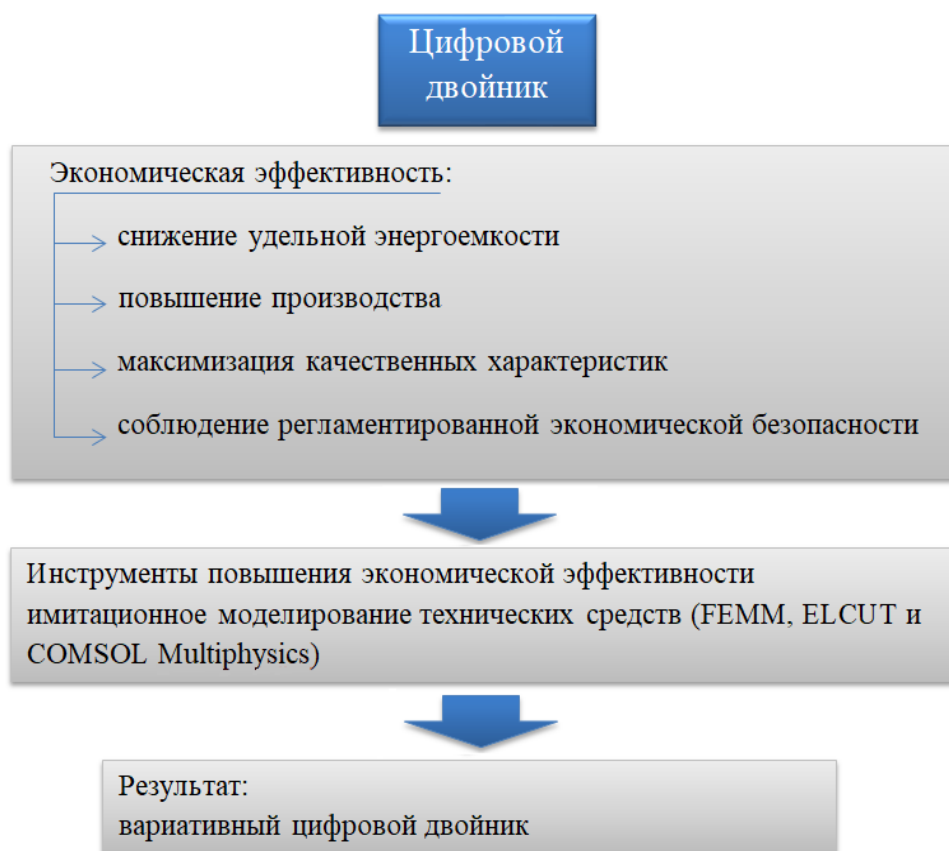 Цифровой
двойник
Экономическая эффективность:
снижение удельной энергоемкости
повышение производства
максимизация качественных характеристик
соблюдение регламентированной экономической безопасности
Инструменты повышения экономической эффективности
имитационное моделирование технических средств (FEMM, ELCUT и
COMSOL Multiphysics)
Результат:
вариативный цифровой двойник